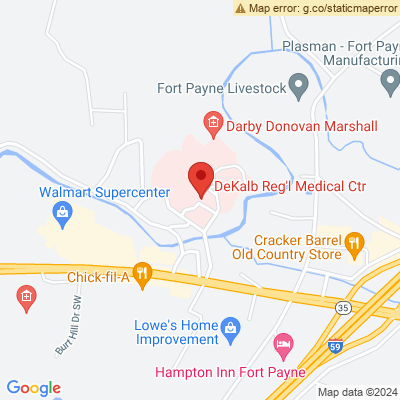 Map error: g.co/staticmaperror
Plasman - Fort Payne
Manufacturing
Fort Payne Livestock
Darby Donovan Marshall
DeKalb Reg'l Medical Ctr
Walmart Supercenter
Cracker Barrel
Old Country Store
Chick-fil-A
35
Burt Hill Dr SW
Lowe's Home
Improvement
59
Hampton Inn Fort Payne
Google
Map data ©2024